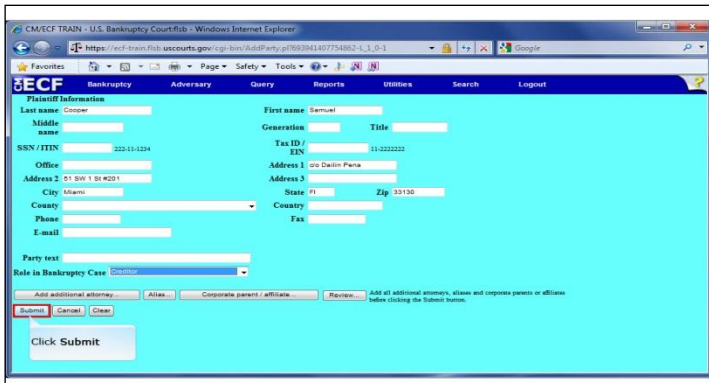 CM/ECF TRAIN - U.S. Bankruptcy Court:flsb - Windows Internet Explorer
https://ecf-train.flsb.uscourts.gov/cgi-bin/AddParty.pl?693941407754862-L_1_0-1 Google
Favorites Page Safety Tools
ECF Bankruptcy Adversary Query Reports Utilities Search Logout
Plaintiff Information
Last name Cooper First name Samuel
Middle name Generation Title
SSN / ITIN 222-11-1234 Tax ID / EIN 11-2222222
Office Address 1 c/o Dailin Pena
Address 2 51 SW 1 St #201 Address 3
City Miami State Fl Zip 33130
County Country
Phone Fax
E-mail
Party text
Role in Bankruptcy Case Creditor
Add additional attorney... Alias... Corporate parent / affiliate... Review... Add all additional attorneys, aliases and corporate parents or affiliates
before clicking the Submit button.
Submit Cancel Clear
Click Submit